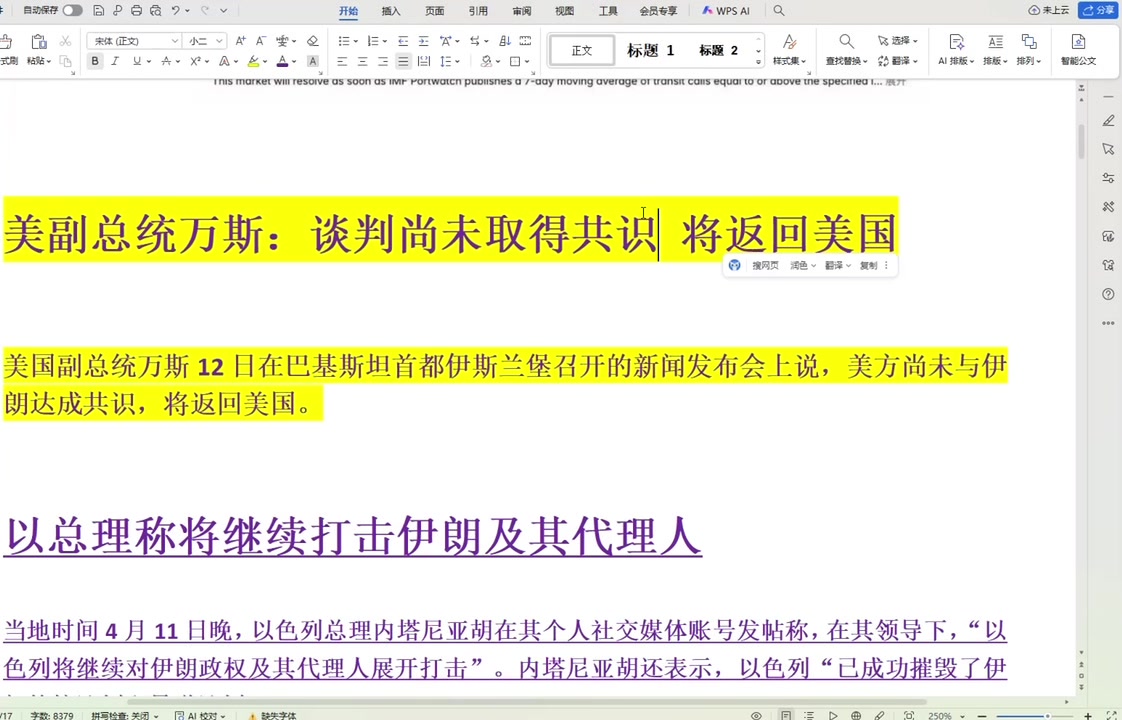 自动保存
开始 插入 页面 引用 审阅 视图 工具 会员专享 WPS AI
未上云 分享
式刷 粘贴 宋体 (正文) 小二 正文 标题 1 标题 2 样式集 查找替换 选择 翻译 AI 排版 排版 排列 智能公文
This market will resolve as soon as IMF Portwatch publishes a 7-day moving average of transit calls equal to or above the specified l... 展开
美副总统万斯：谈判尚未取得共识 将返回美国
搜网页 润色 翻译 复制
美国副总统万斯 12 日在巴基斯坦首都伊斯兰堡召开的新闻发布会上说，美方尚未与伊
朗达成共识，将返回美国。
以总理称将继续打击伊朗及其代理人
当地时间 4 月 11 日晚，以色列总理内塔尼亚胡在其个人社交媒体账号发帖称，在其领导下，“以
色列将继续对伊朗政权及其代理人展开打击”。内塔尼亚胡还表示，以色列“已成功摧毁了伊
/17 字数: 8379 拼写检查: 关闭 AI 校对 缺失字体 250%